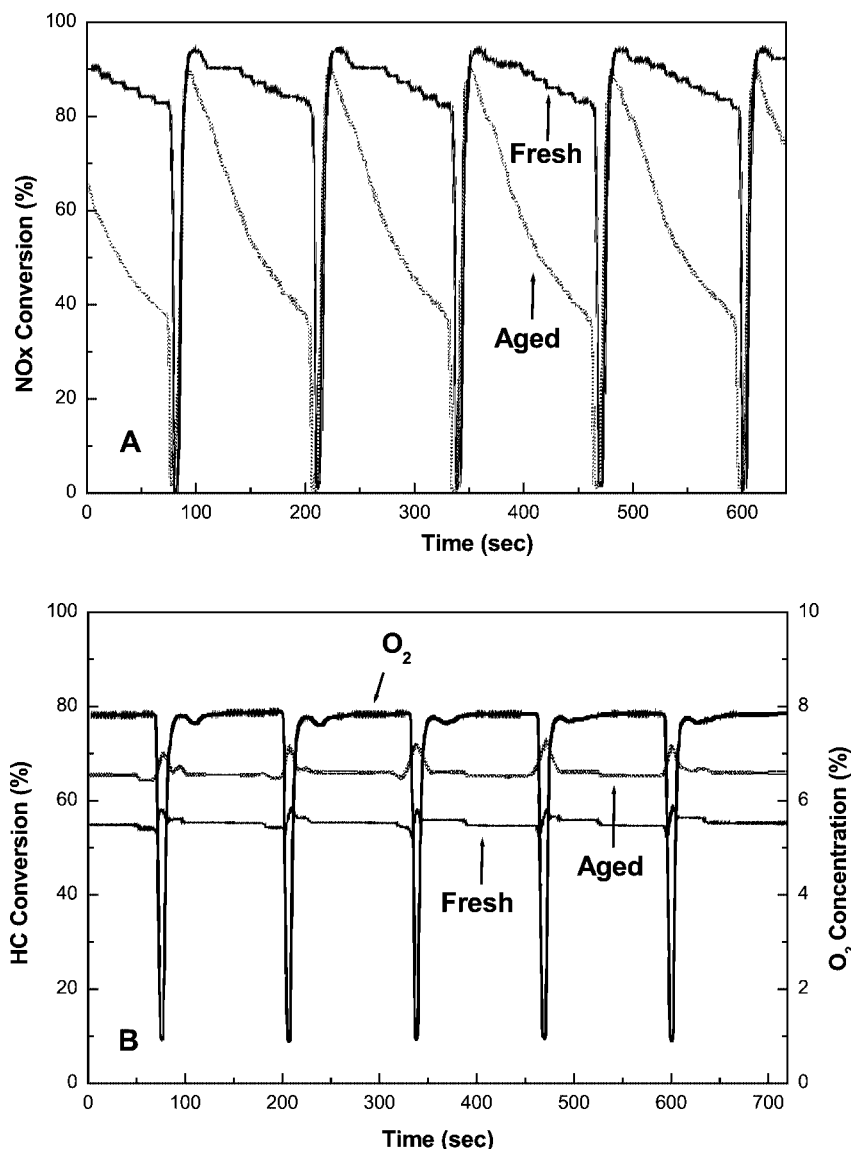 100
80
60
40
20
0
NOx Conversion (%)
Fresh
Aged
A
0 100 200 300 400 500 600
Time (sec)
100
80
60
40
20
0
HC Conversion (%)
O2
Aged
Fresh
B
10
8
6
4
2
0
O2 Concentration (%)
0 100 200 300 400 500 600 700
Time (sec)